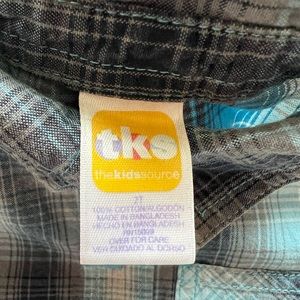 tks
thekidssource
2T
100% COTTON/ALGODON
MADE IN BANGLADESH
HECHO EN BANGLADESH
OVER FOR CARE
VER CUIDADO AL DORSO